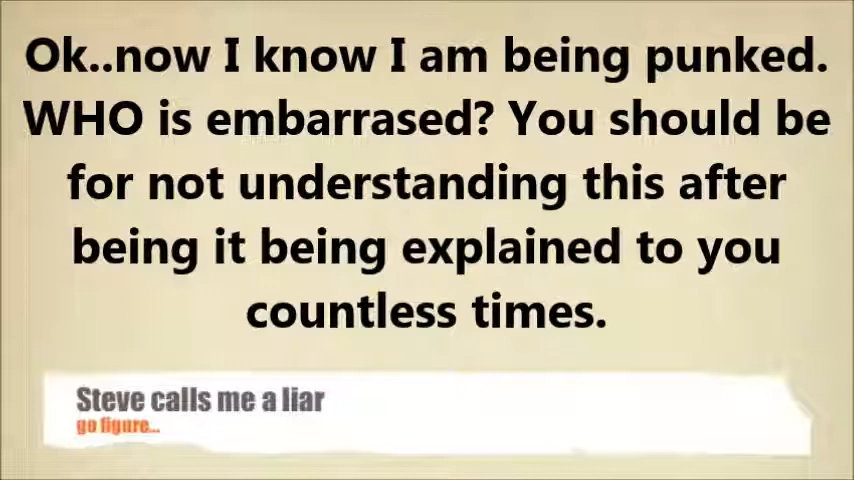 Ok..now I know I am being punked.
WHO is embarrased? You should be
for not understanding this after
being it being explained to you
countless times.
Steve calls me a liar
go figure...